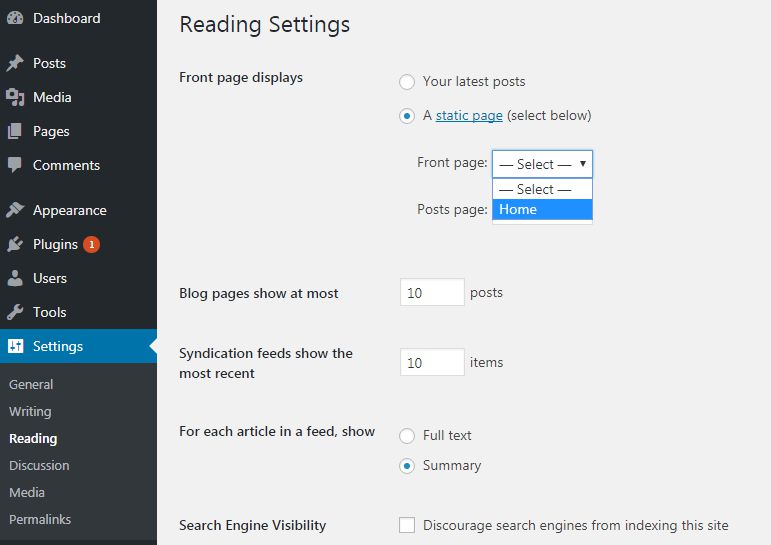 Dashboard
Posts
Media
Pages
Comments
Appearance
Plugins 1
Users
Tools
Settings
General
Writing
Reading
Discussion
Media
Permalinks
Reading Settings
Front page displays
Your latest posts
A static page (select below)
Front page: — Select —
— Select —
Home
Posts page:
Blog pages show at most
10 posts
Syndication feeds show the
most recent
10 items
For each article in a feed, show
Full text
Summary
Search Engine Visibility
Discourage search engines from indexing this site